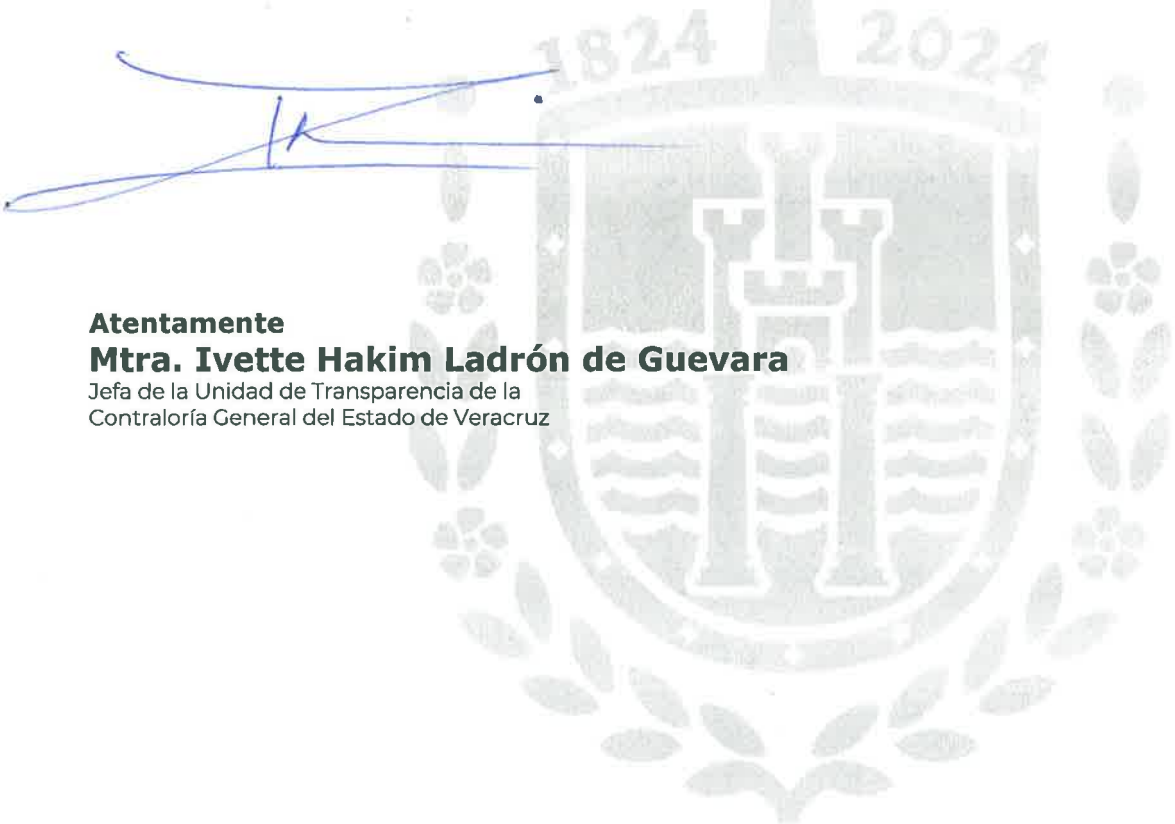 1824 2024
Atentamente
Mtra. Ivette Hakim Ladrón de Guevara
Jefa de la Unidad de Transparencia de la
Contraloría General del Estado de Veracruz